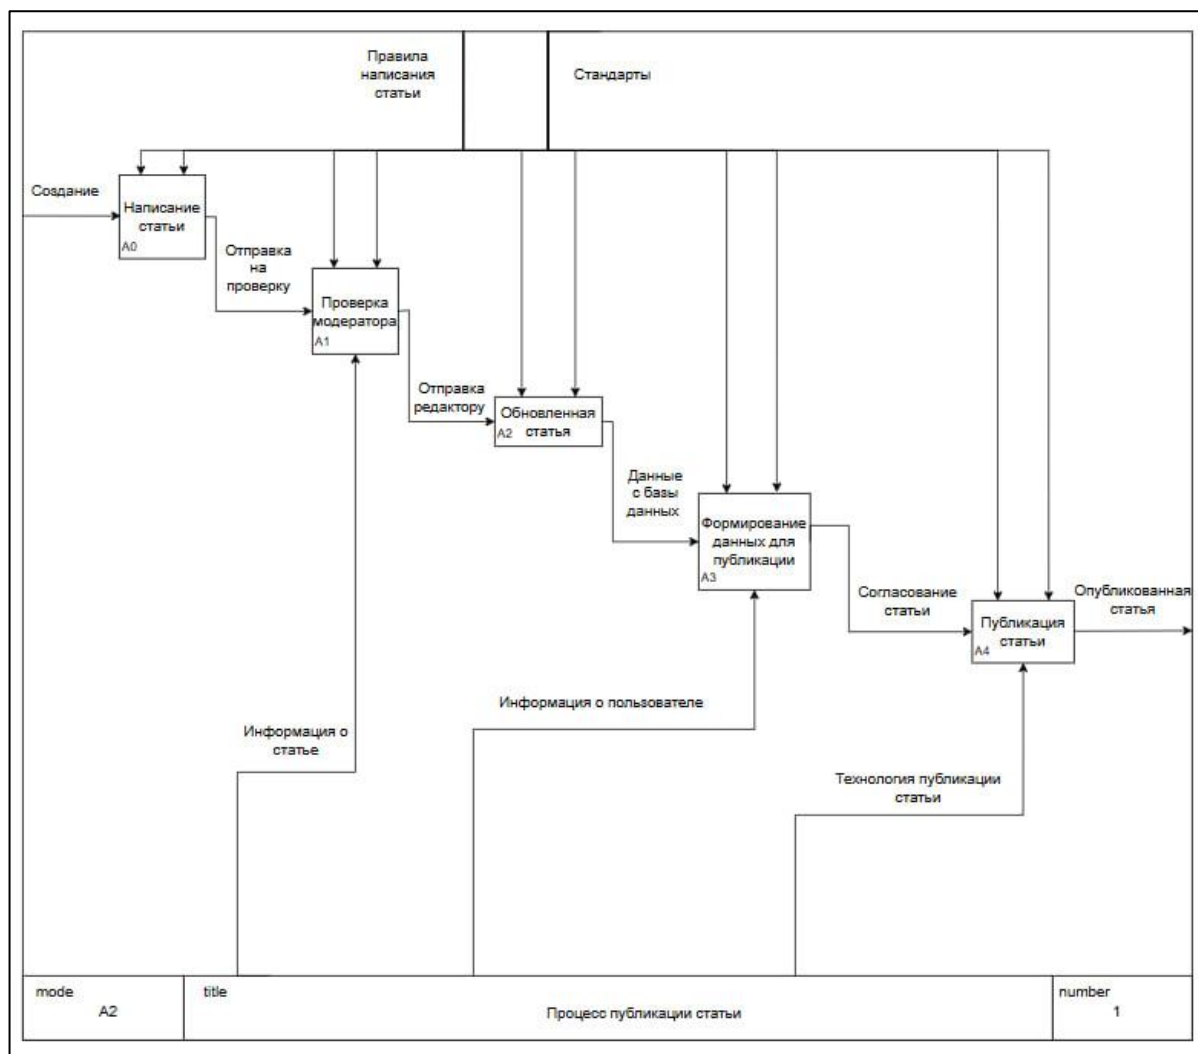 Правила
написания
статьи
Стандарты
Создание
Написание
статьи
A0
Отправка
на
проверку
Проверка
модератора
A1
Отправка
редактору
Обновленная
статья
A2
Данные
с базы
данных
Формирование
данных для
публикации
A3
Согласование
статьи
Публикация
статьи
A4
Опубликованная
статья
Информация о
статье
Информация о пользователе
Технология публикации
статьи
mode
A2
title
Процесс публикации статьи
number
1